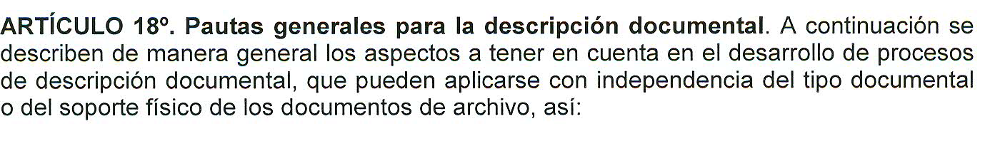 ARTÍCULO 18º. Pautas generales para la descripción documental. A continuación se
describen de manera general los aspectos a tener en cuenta en el desarrollo de procesos
de descripción documental, que pueden aplicarse con independencia del tipo documental
o del soporte físico de los documentos de archivo, así: